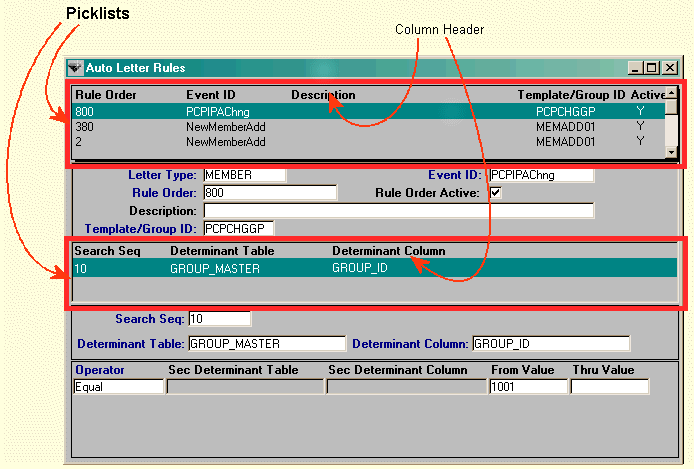 Picklists
Column Header
Auto Letter Rules
Rule Order Event ID Description Template/Group ID Active
800 PCPIPAChng PCPCHGGP Y
380 NewMemberAdd MEMADD01 Y
2 NewMemberAdd MEMADD01 Y
Letter Type: MEMBER Event ID: PCPIPAChng
Rule Order: 800 Rule Order Active:
Description:
Template/Group ID: PCPCHGGP
Search Seq Determinant Table Determinant Column
10 GROUP_MASTER GROUP_ID
Search Seq: 10
Determinant Table: GROUP_MASTER Determinant Column: GROUP_ID
Operator Sec Determinant Table Sec Determinant Column From Value Thru Value
Equal 1001